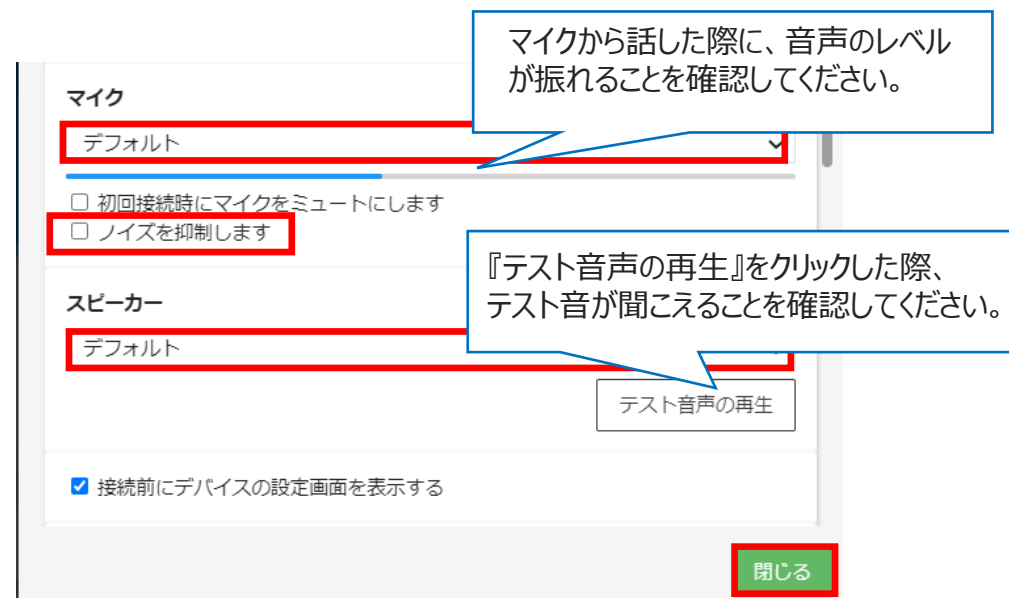 マイクから話した際に、音声のレベル
が振れることを確認してください。
マイク
デフォルト
初回接続時にマイクをミュートにします
ノイズを抑制します
『テスト音声の再生』をクリックした際、
テスト音が聞こえることを確認してください。
スピーカー
デフォルト
テスト音声の再生
接続前にデバイスの設定画面を表示する
閉じる